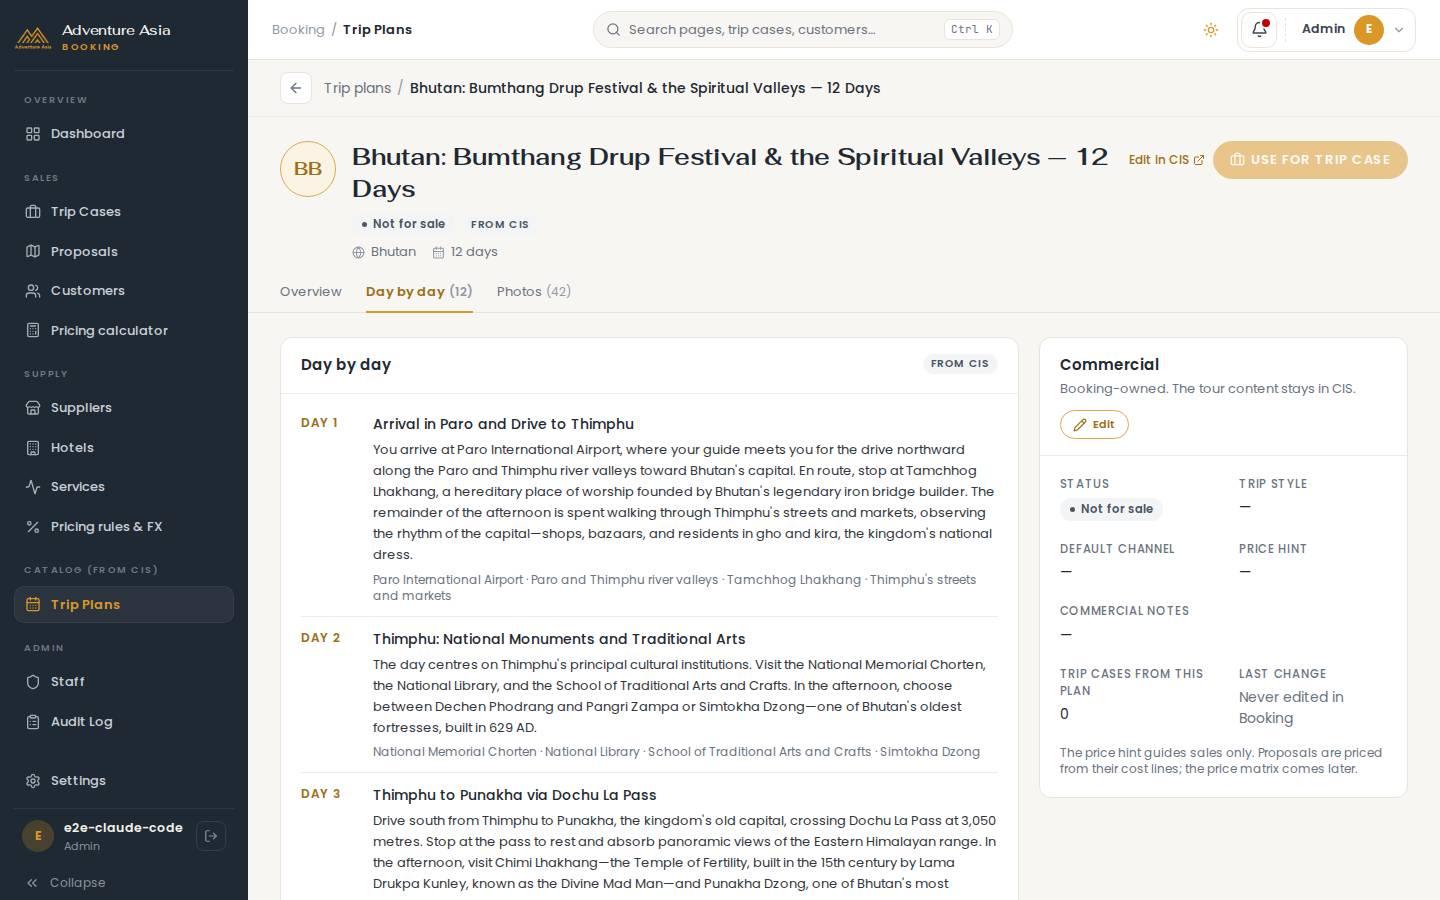 Adventure Asia
Adventure Asia
BOOKING
OVERVIEW
Dashboard
SALES
Trip Cases
Proposals
Customers
Pricing calculator
SUPPLY
Suppliers
Hotels
Services
Pricing rules & FX
CATALOG (FROM CIS)
Trip Plans
ADMIN
Staff
Audit Log
Settings
E
e2e-claude-code
Admin
Collapse
Booking / Trip Plans
Search pages, trip cases, customers…
Ctrl K
Admin
E
Trip plans / Bhutan: Bumthang Drup Festival & the Spiritual Valleys — 12 Days
BB
Bhutan: Bumthang Drup Festival & the Spiritual Valleys — 12
Days
Edit in CIS
USE FOR TRIP CASE
Not for sale
FROM CIS
Bhutan
12 days
Overview
Day by day (12)
Photos (42)
Day by day
FROM CIS
DAY 1
Arrival in Paro and Drive to Thimphu
You arrive at Paro International Airport, where your guide meets you for the drive northward
along the Paro and Thimphu river valleys toward Bhutan's capital. En route, stop at Tamchhog
Lhakhang, a hereditary place of worship founded by Bhutan's legendary iron bridge builder. The
remainder of the afternoon is spent walking through Thimphu's streets and markets, observing
the rhythm of the capital—shops, bazaars, and residents in gho and kira, the kingdom's national
dress.
Paro International Airport · Paro and Thimphu river valleys · Tamchhog Lhakhang · Thimphu's streets
and markets
DAY 2
Thimphu: National Monuments and Traditional Arts
The day centres on Thimphu's principal cultural institutions. Visit the National Memorial Chorten,
the National Library, and the School of Traditional Arts and Crafts. In the afternoon, choose
between Dechen Phodrang and Pangri Zampa or Simtokha Dzong—one of Bhutan's oldest
fortresses, built in 629 AD.
National Memorial Chorten · National Library · School of Traditional Arts and Crafts · Simtokha Dzong
DAY 3
Thimphu to Punakha via Dochu La Pass
Drive south from Thimphu to Punakha, the kingdom's old capital, crossing Dochu La Pass at 3,050
metres. Stop at the pass to rest and absorb panoramic views of the Eastern Himalayan range. In
the afternoon, visit Chimi Lhakhang—the Temple of Fertility, built in the 15th century by Lama
Drukpa Kunley, known as the Divine Mad Man—and Punakha Dzong, one of Bhutan's most
Commercial
Booking-owned. The tour content stays in CIS.
Edit
STATUS
Not for sale
TRIP STYLE
—
DEFAULT CHANNEL
—
PRICE HINT
—
COMMERCIAL NOTES
—
TRIP CASES FROM THIS
PLAN
0
LAST CHANGE
Never edited in
Booking
The price hint guides sales only. Proposals are priced
from their cost lines; the price matrix comes later.